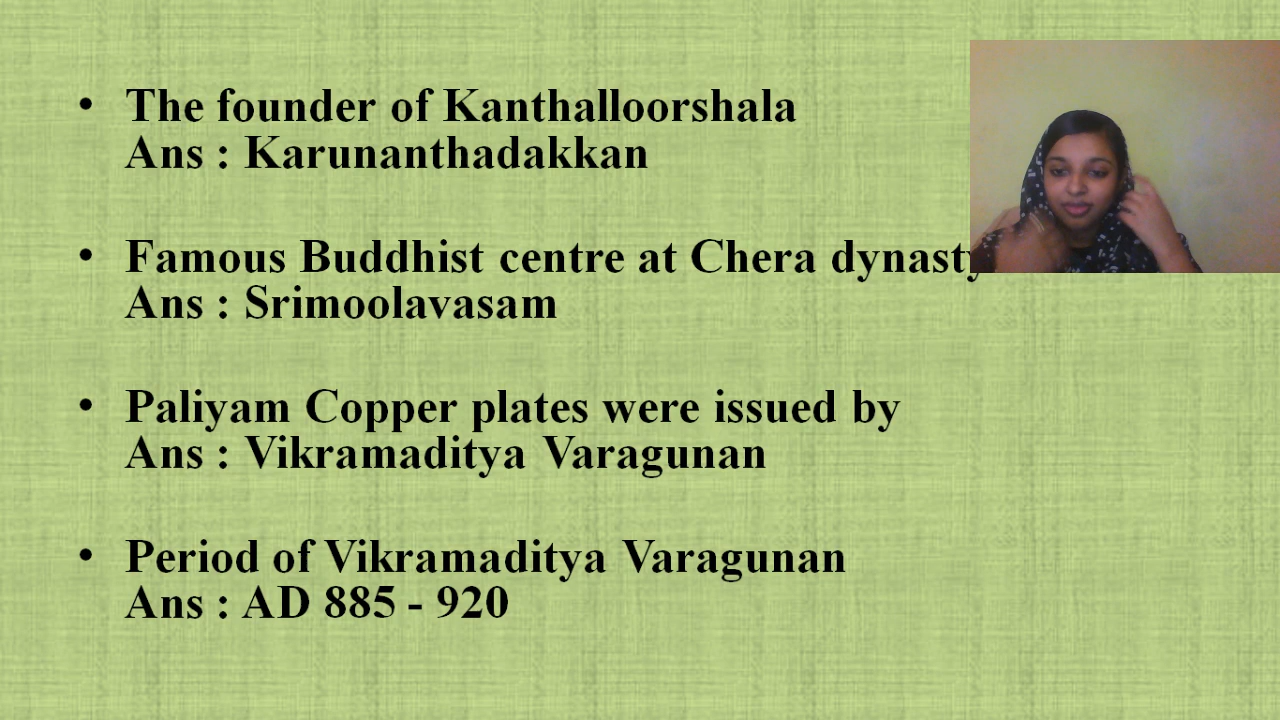 • The founder of Kanthalloorshala
Ans : Karunanthadakkan
• Famous Buddhist centre at Chera dynasty
Ans : Srimoolavasam
• Paliyam Copper plates were issued by
Ans : Vikramaditya Varagunan
• Period of Vikramaditya Varagunan
Ans : AD 885 - 920